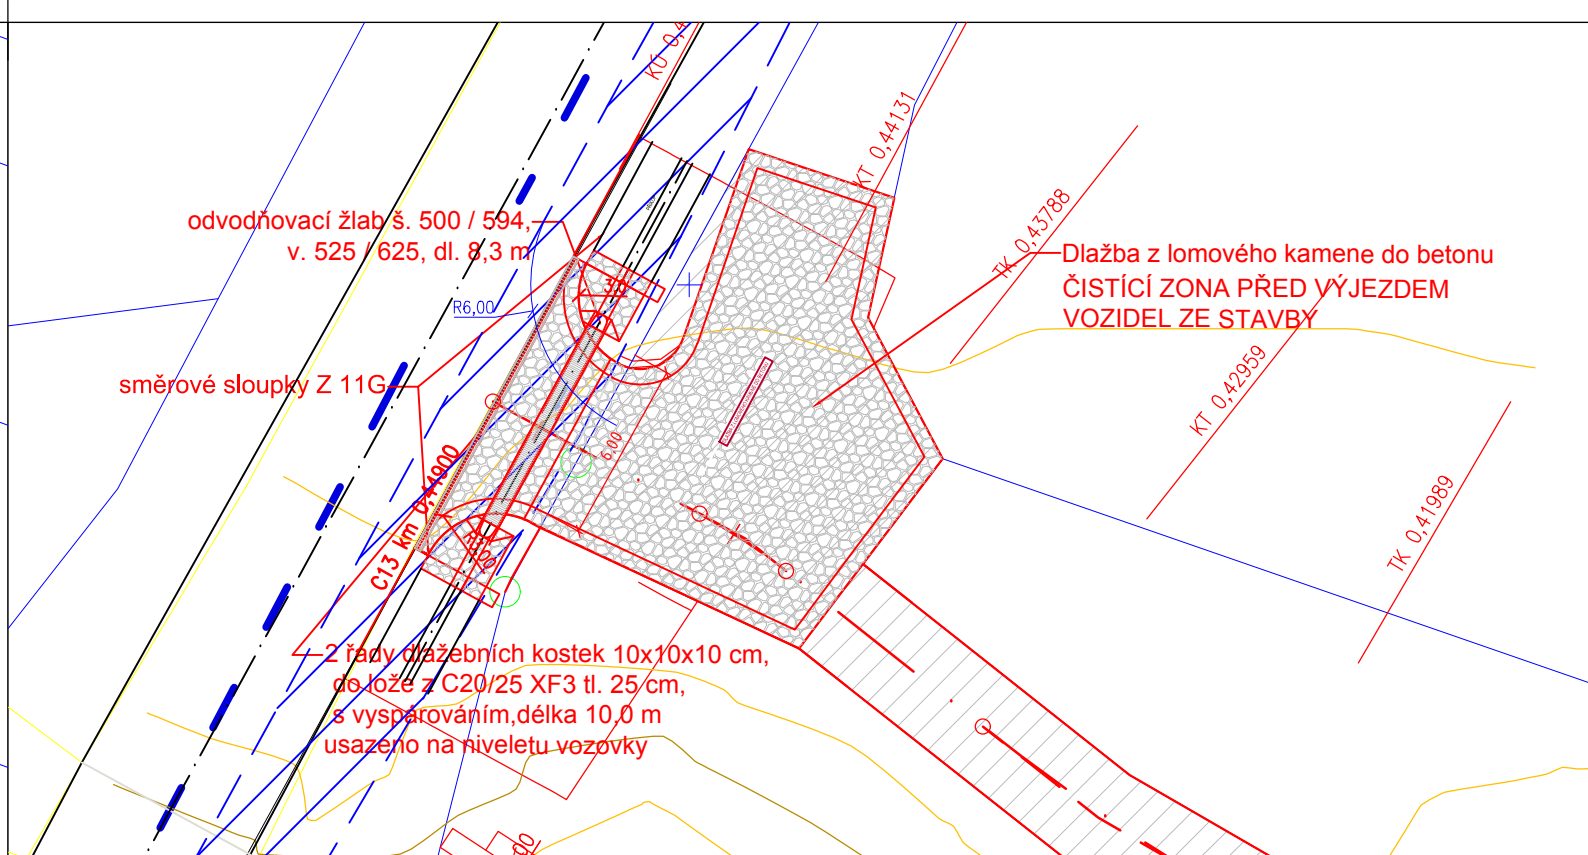 KÚ 0,4
KT 0,44131
odvodňovací žlab š. 500 / 594,
v. 525 / 625, dl. 8,3 m
TK 0,43788
Dlažba z lomového kamene do betonu
ČISTÍCÍ ZONA PŘED VÝJEZDEM
VOZIDEL ZE STAVBY
R6,00
směrové sloupky Z 11G
KT 0,42959
6,00
C13 km 0,44900
TK 0,41989
2 řady dlažebních kostek 10x10x10 cm,
do lože z C20/25 XF3 tl. 25 cm,
s vyspárováním,délka 10,0 m
usazeno na niveletu vozovky
00